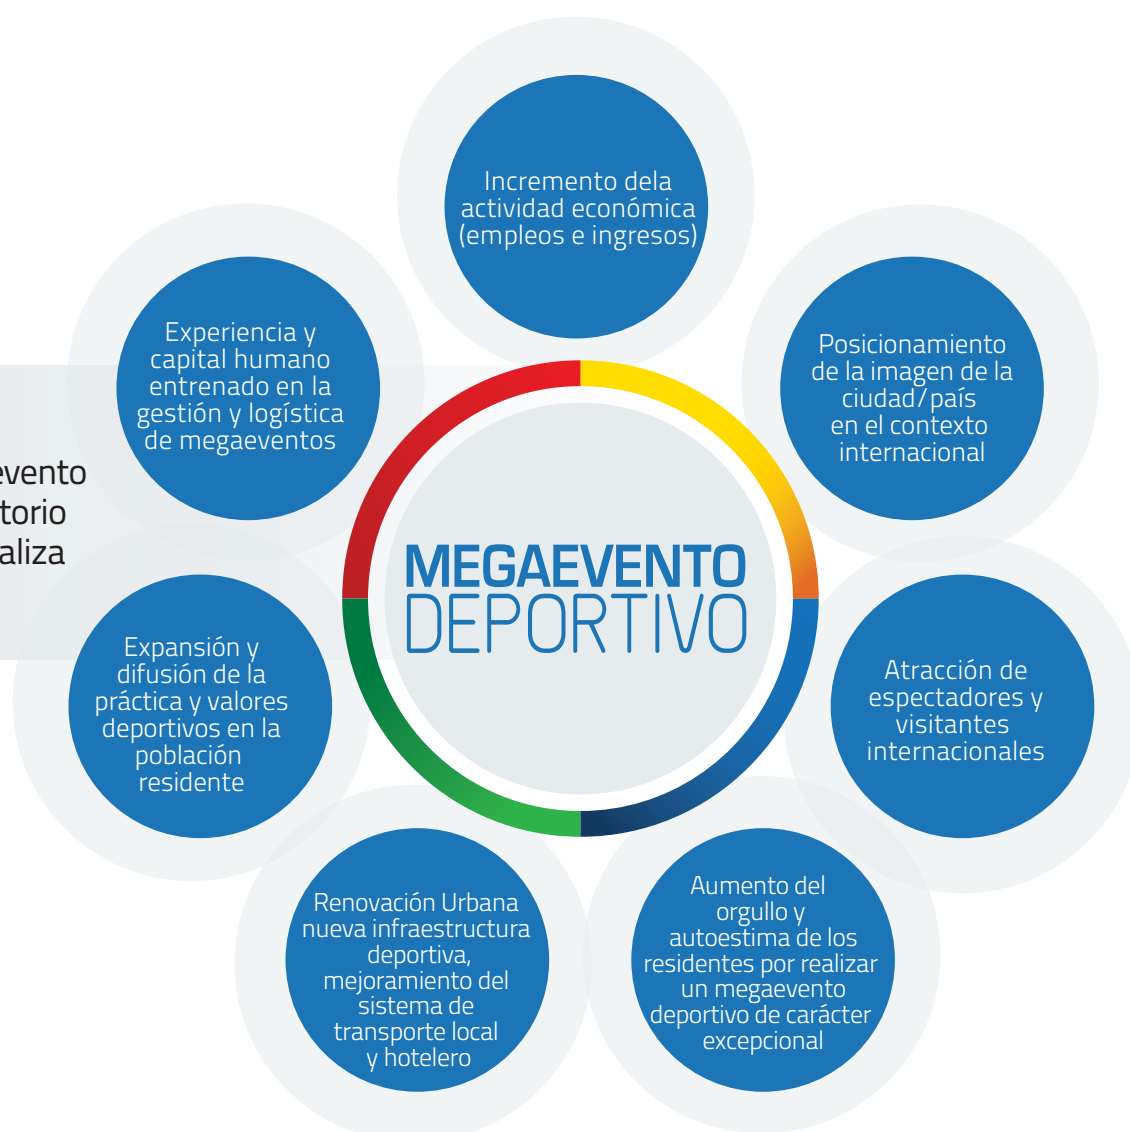 Incremento dela
actividad económica
(empleos e ingresos)
Posicionamiento
de la imagen de la
ciudad/país
en el contexto
internacional
Atracción de
espectadores y
visitantes
internacionales
Aumento del
orgullo y
autoestima de los
residentes por realizar
un megaevento
deportivo de carácter
excepcional
Renovación Urbana
nueva infraestructura
deportiva,
mejoramiento del
sistema de
transporte local
y hotelero
Expansión y
difusión de la
práctica y valores
deportivos en la
población
residente
Experiencia y
capital humano
entrenado en la
gestión y logística
de megaeventos
MEGAEVENTO
DEPORTIVO